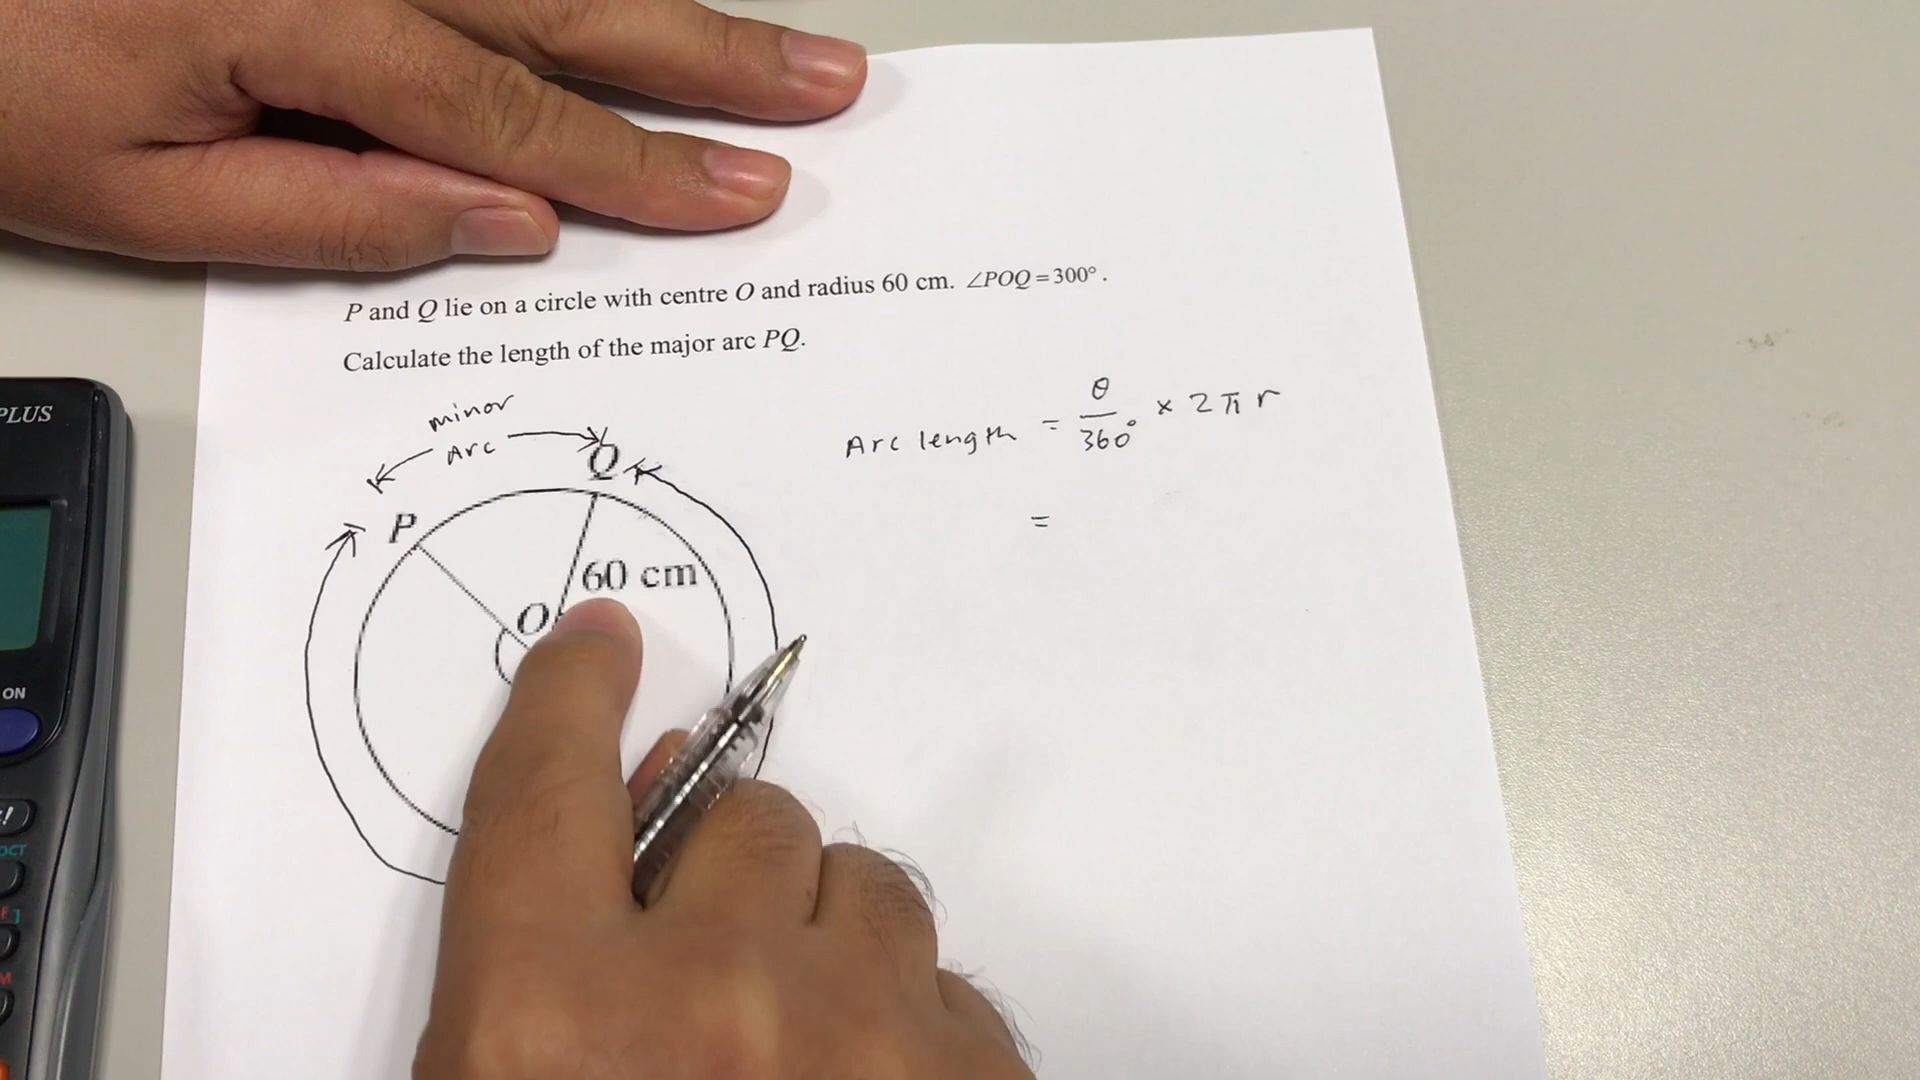 P and Q lie on a circle with centre O and radius 60 cm. ∠POQ=300°.
Calculate the length of the major arc PQ.
minor
Arc
Q
P
60 cm
O
Arc length = θ/360° × 2πr
=
PLUS
ON